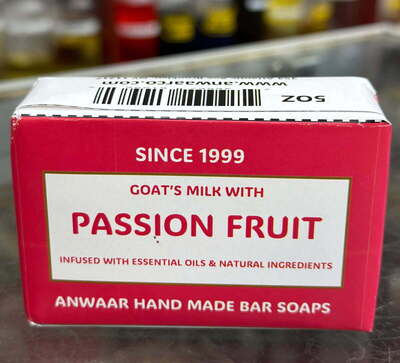 www.anwaarco.com
5OZ
SINCE 1999
GOAT'S MILK WITH
PASSION FRUIT
INFUSED WITH ESSENTIAL OILS & NATURAL INGREDIENTS
ANWAAR HAND MADE BAR SOAPS